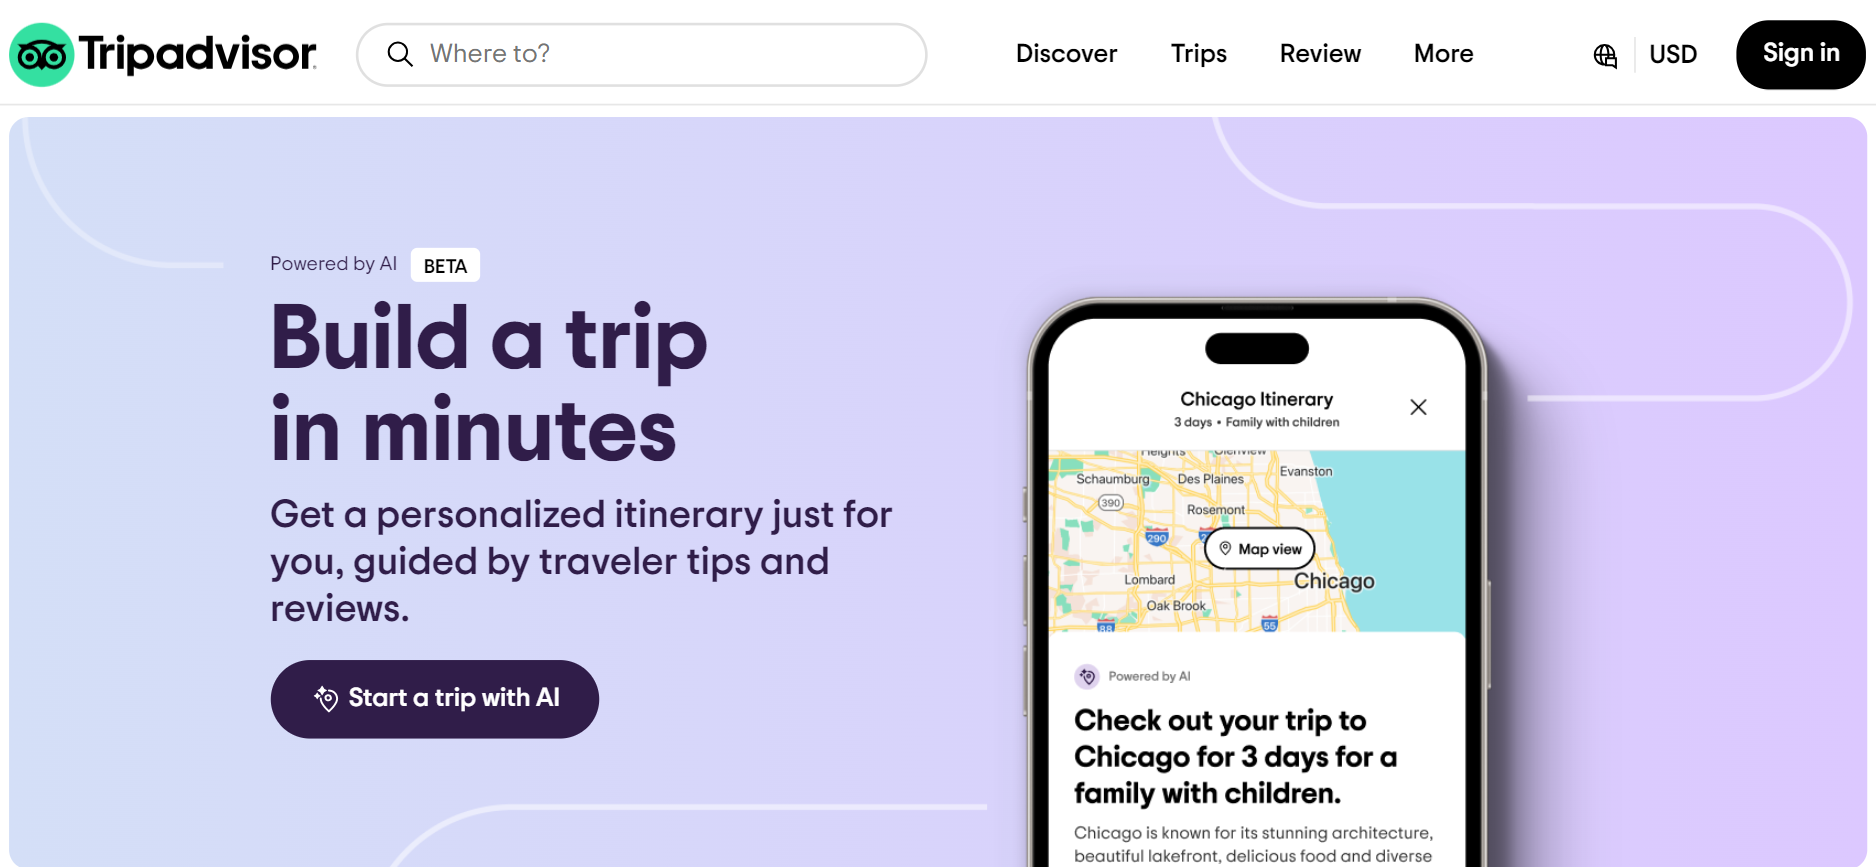 Tripadvisor
Where to?
Discover
Trips
Review
More
USD
Sign in
Powered by AI
BETA
Build a trip
in minutes
Get a personalized itinerary just for
you, guided by traveler tips and
reviews.
Start a trip with AI
Chicago Itinerary
3 days • Family with children
Heights
Glenview
Evanston
Schaumburg
Des Plaines
390
Rosemont
290
Map view
Lombard
Chicago
Oak Brook
88
55
Powered by AI
Check out your trip to
Chicago for 3 days for a
family with children.
Chicago is known for its stunning architecture,
beautiful lakefront, delicious food and diverse